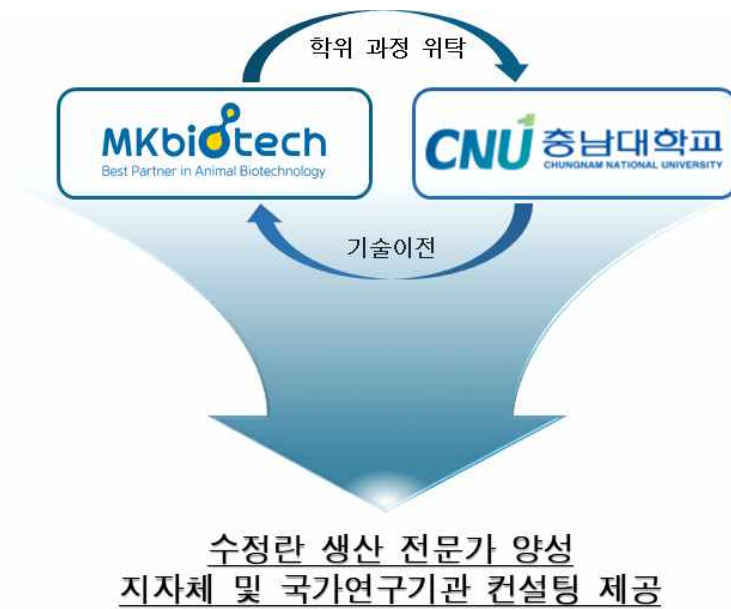 학위 과정 위탁
MKbiotech
Best Partner in Animal Biotechnology
CNU 충남대학교
CHUNGNAM NATIONAL UNIVERSITY
기술이전
수정란 생산 전문가 양성
지자체 및 국가연구기관 컨설팅 제공